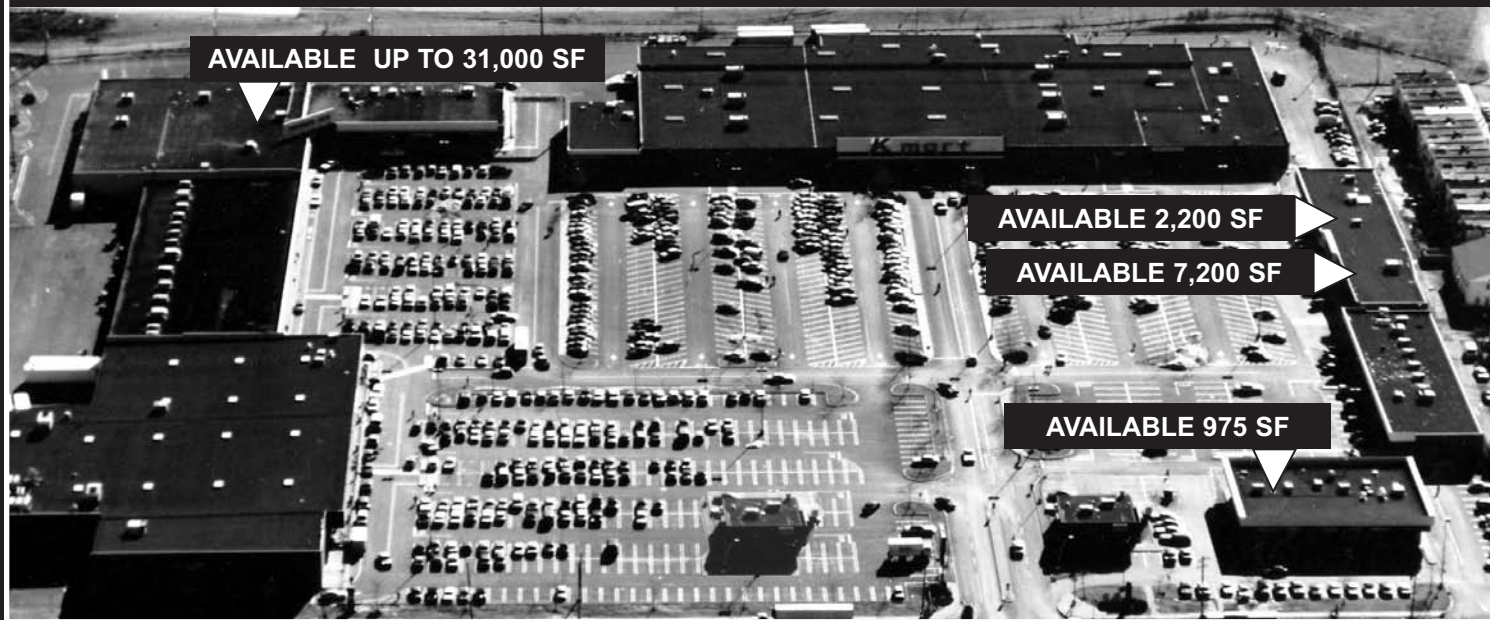 AVAILABLE UP TO 31,000 SF
Kmart
AVAILABLE 2,200 SF
AVAILABLE 7,200 SF
AVAILABLE 975 SF